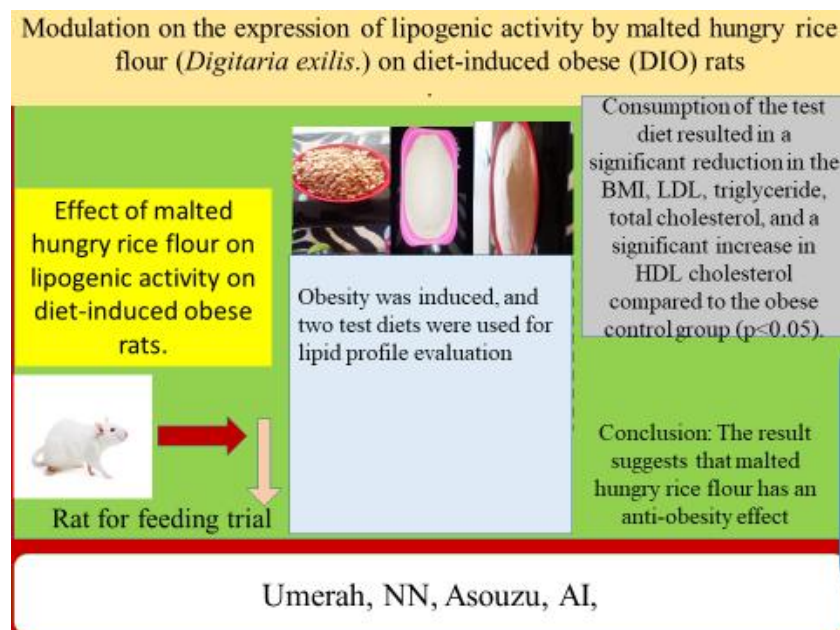 Modulation on the expression of lipogenic activity by malted hungry rice
flour (Digitaria exilis.) on diet-induced obese (DIO) rats
.
Effect of malted
hungry rice flour on
lipogenic activity on
diet-induced obese
rats.
Rat for feeding trial
Obesity was induced, and
two test diets were used for
lipid profile evaluation
Consumption of the test
diet resulted in a
significant reduction in the
BMI, LDL, triglyceride,
total cholesterol, and a
significant increase in
HDL cholesterol
compared to the obese
control group (p<0.05).
Conclusion: The result
suggests that malted
hungry rice flour has an
anti-obesity effect
Umerah, NN, Asouzu, AI,